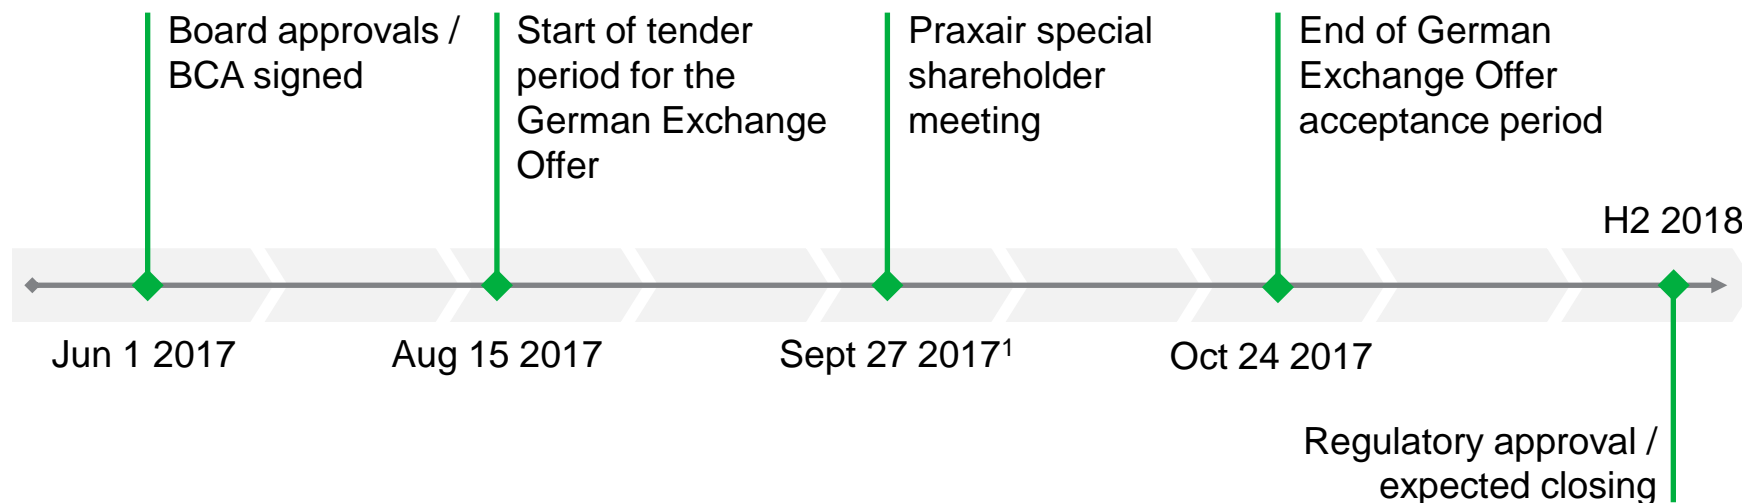 Board approvals /
BCA signed
Start of tender
period for the
German Exchange
Offer
Praxair special
shareholder
meeting
End of German
Exchange Offer
acceptance period
H2 2018
Jun 1 2017
Aug 15 2017
Sept 27 2017¹
Oct 24 2017
Regulatory approval /
expected closing